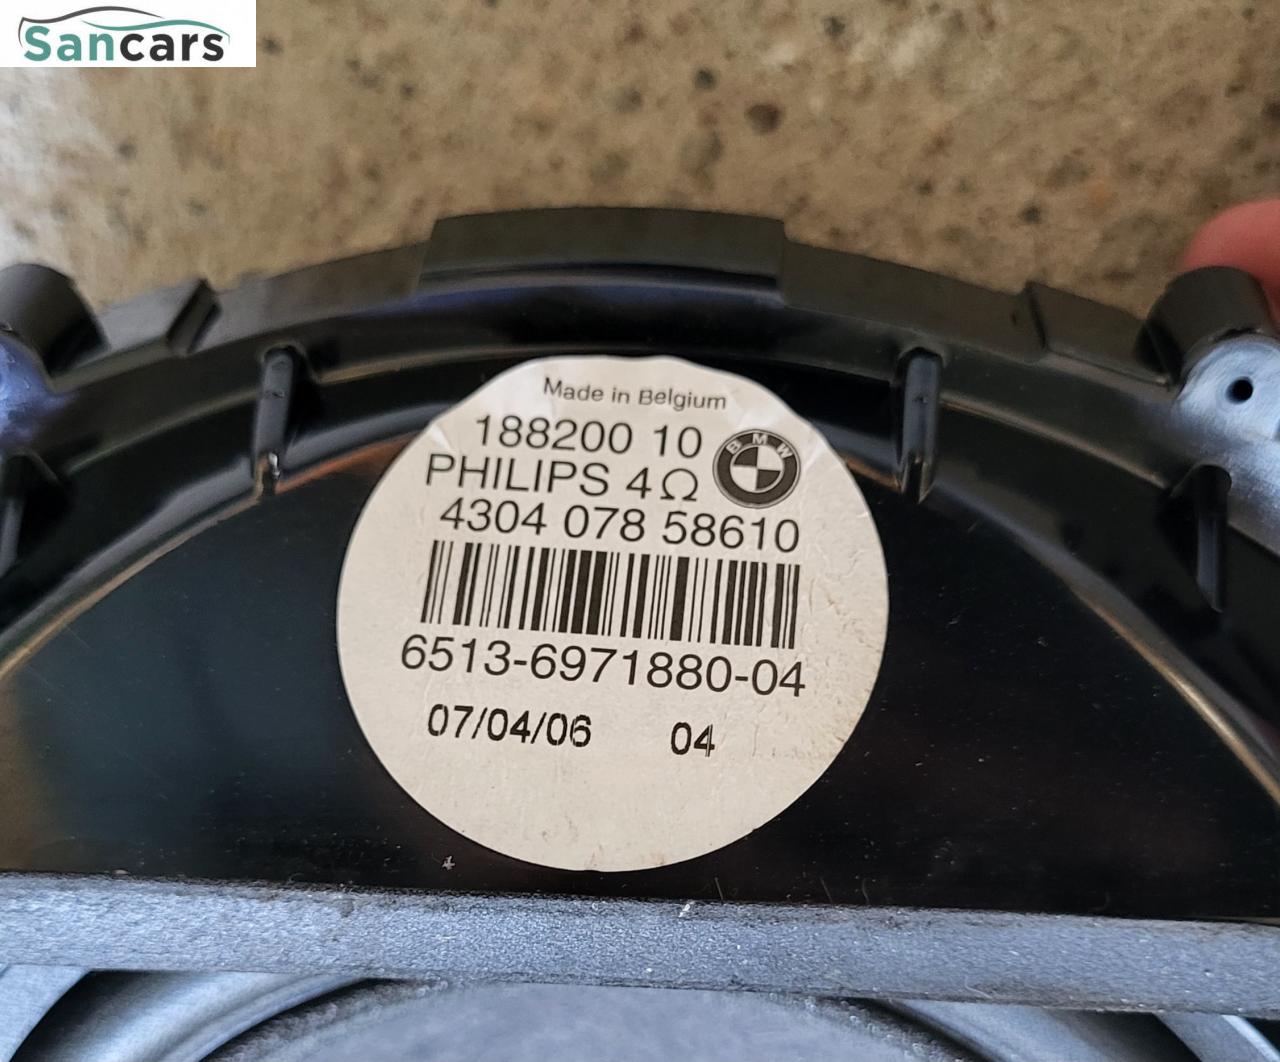 Sancars
Made in Belgium
188200 10
BMW
PHILIPS 4Ω
4304 078 58610
6513-6971880-04
07/04/06 04